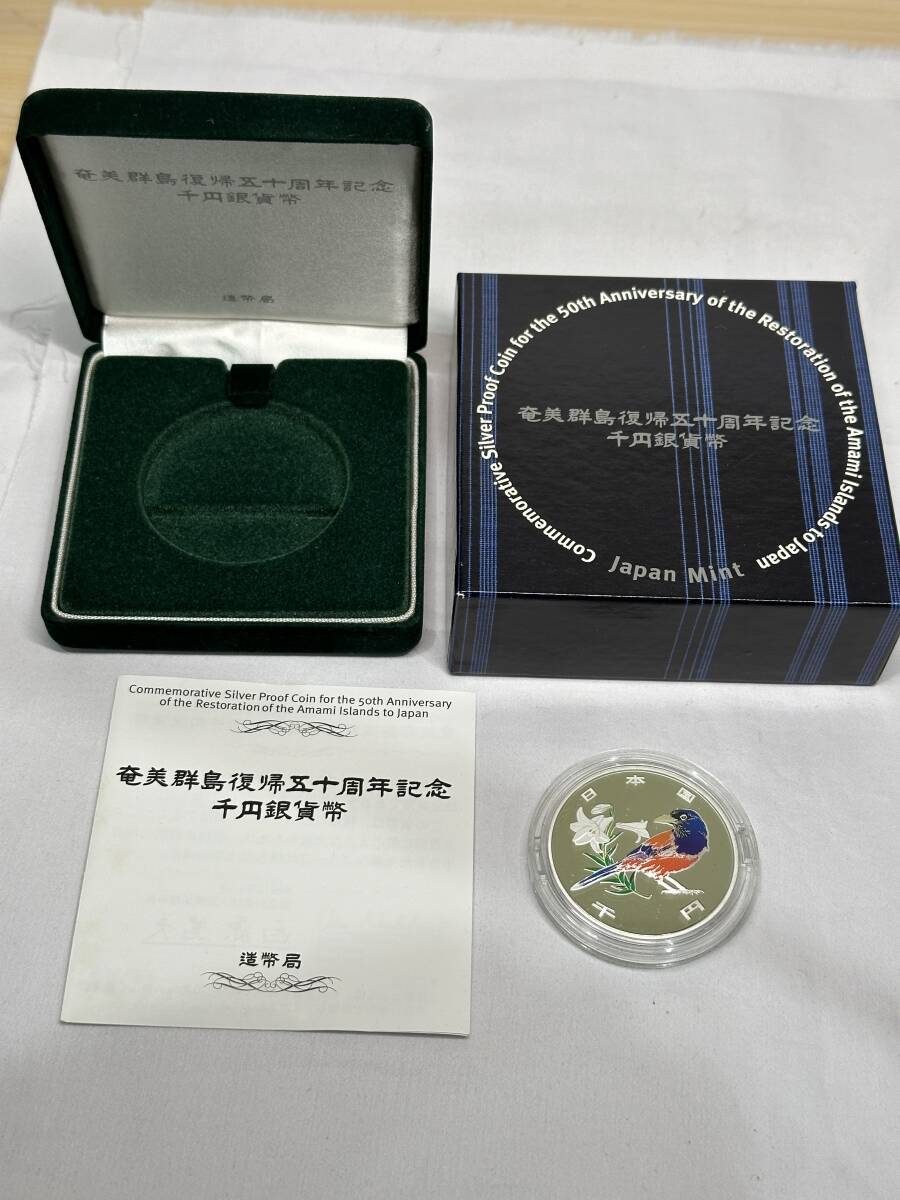 奄美群島復帰五十周年記念
千円銀貨幣
造幣局
Commemorative Silver Proof Coin for the 50th Anniversary of the Restoration of the Amami Islands to Japan
奄美群島復帰五十周年記念
千円銀貨幣
Japan Mint
Commemorative Silver Proof Coin for the 50th Anniversary
of the Restoration of the Amami Islands to Japan
奄美群島復帰五十周年記念
千円銀貨幣
造幣局
日本国
千円